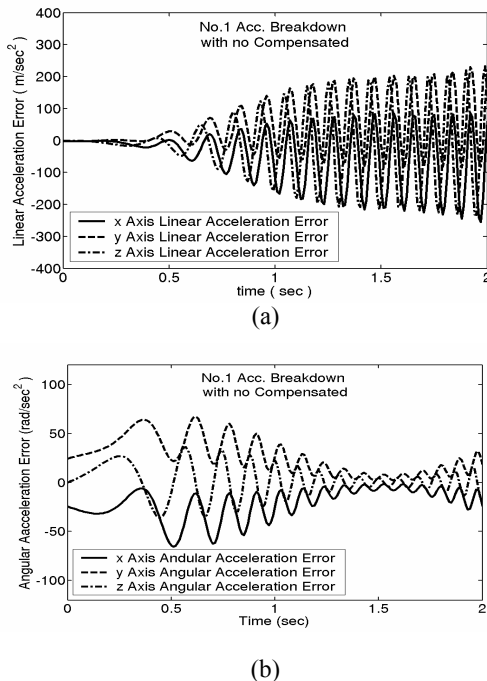 No.1 Acc. Breakdown
with no Compensated
Linear Acceleration Error ( m/sec² )
400
300
200
100
0
-100
-200
-300
-400
x Axis Linear Acceleration Error
y Axis Linear Acceleration Error
z Axis Linear Acceleration Error
0 0.5 1 1.5 2
time ( sec )
(a)
No.1 Acc. Breakdown
with no Compensated
Angular Aacceleration Error (rad/sec² )
100
50
0
-50
-100
x Axis Andular Acceleration Error
y Axis Angular Acceleration Error
z Axis Angular Acceleration Error
0 0.5 1 1.5 2
Time (sec)
(b)